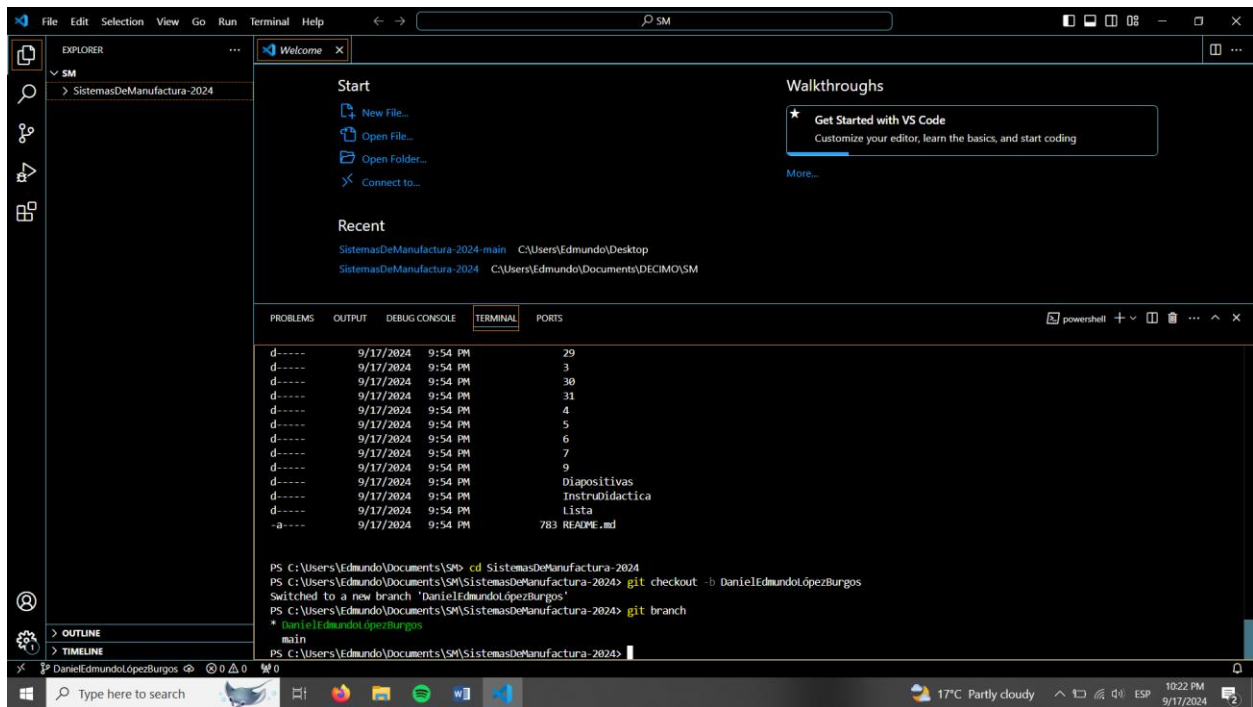 File Edit Selection View Go Run Terminal Help
SM
EXPLORER
Welcome
SM
SistemasDeManufactura-2024
Start
New File...
Open File...
Open Folder...
Connect to...
Walkthroughs
Get Started with VS Code
Customize your editor, learn the basics, and start coding
More...
Recent
SistemasDeManufactura-2024-main C:\Users\Edmundo\Desktop
SistemasDeManufactura-2024 C:\Users\Edmundo\Documents\DECIMO\SM
PROBLEMS OUTPUT DEBUG CONSOLE TERMINAL PORTS
powershell
d----- 9/17/2024 9:54 PM 29
d----- 9/17/2024 9:54 PM 3
d----- 9/17/2024 9:54 PM 30
d----- 9/17/2024 9:54 PM 31
d----- 9/17/2024 9:54 PM 4
d----- 9/17/2024 9:54 PM 5
d----- 9/17/2024 9:54 PM 6
d----- 9/17/2024 9:54 PM 7
d----- 9/17/2024 9:54 PM 9
d----- 9/17/2024 9:54 PM Diapositivas
d----- 9/17/2024 9:54 PM InstruDidactica
d----- 9/17/2024 9:54 PM Lista
-a---- 9/17/2024 9:54 PM 783 README.md
PS C:\Users\Edmundo\Documents\SM> cd SistemasDeManufactura-2024
PS C:\Users\Edmundo\Documents\SM\SistemasDeManufactura-2024> git checkout -b DanielEdmundoLópezBurgos
Switched to a new branch 'DanielEdmundoLópezBurgos'
PS C:\Users\Edmundo\Documents\SM\SistemasDeManufactura-2024> git branch
* DanielEdmundoLópezBurgos
main
PS C:\Users\Edmundo\Documents\SM\SistemasDeManufactura-2024>
OUTLINE
TIMELINE
1
DanielEdmundoLópezBurgos 0 0 0
Type here to search
17°C Partly cloudy
ESP
10:22 PM
9/17/2024
2